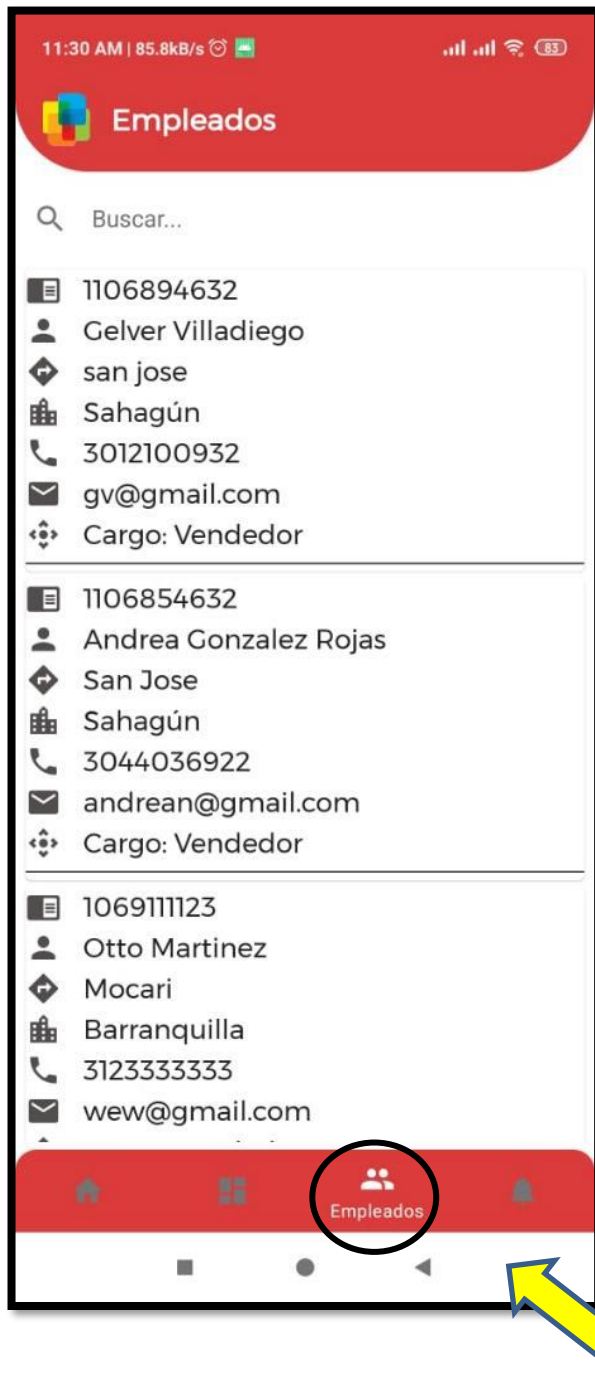 11:30 AM | 85.8kB/s 83
Empleados
Buscar...
1106894632
Gelver Villadiego
san jose
Sahagún
3012100932
gv@gmail.com
Cargo: Vendedor
1106854632
Andrea Gonzalez Rojas
San Jose
Sahagún
3044036922
andrean@gmail.com
Cargo: Vendedor
1069111123
Otto Martinez
Mocari
Barranquilla
3123333333
wew@gmail.com
Empleados